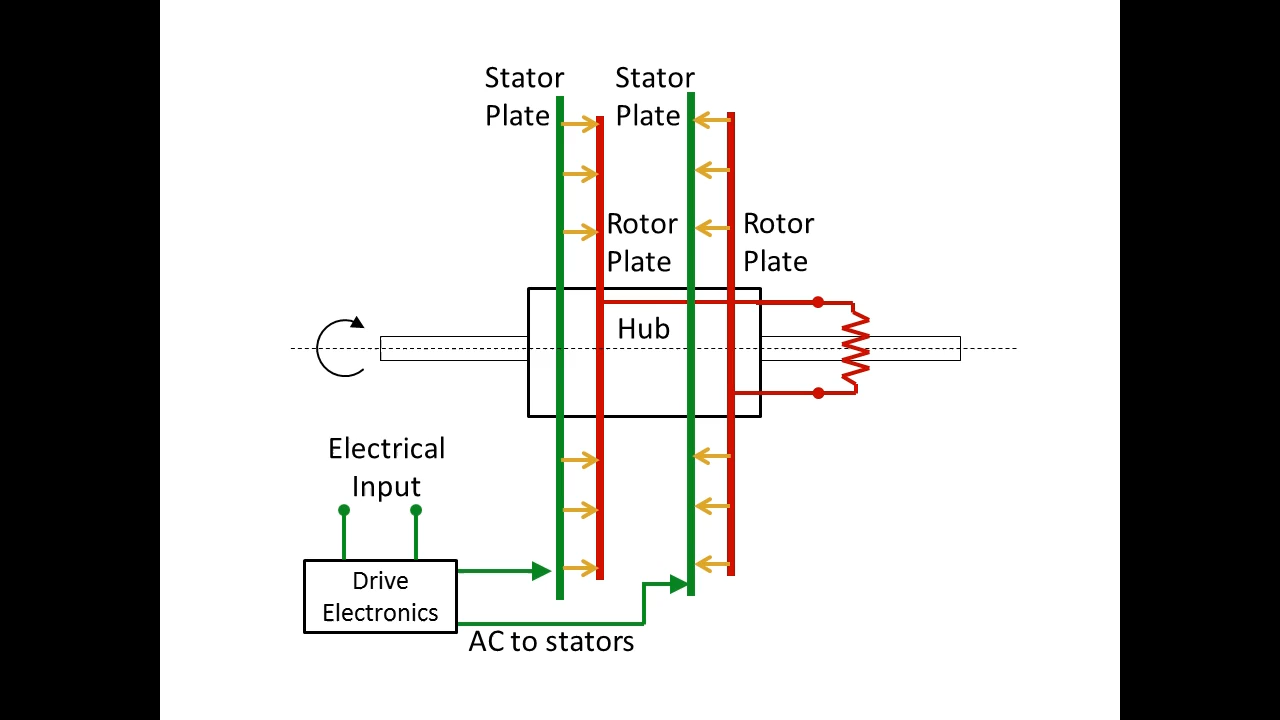 Stator
Plate
Stator
Plate
Rotor
Plate
Rotor
Plate
Hub
Electrical
Input
Drive
Electronics
AC to stators